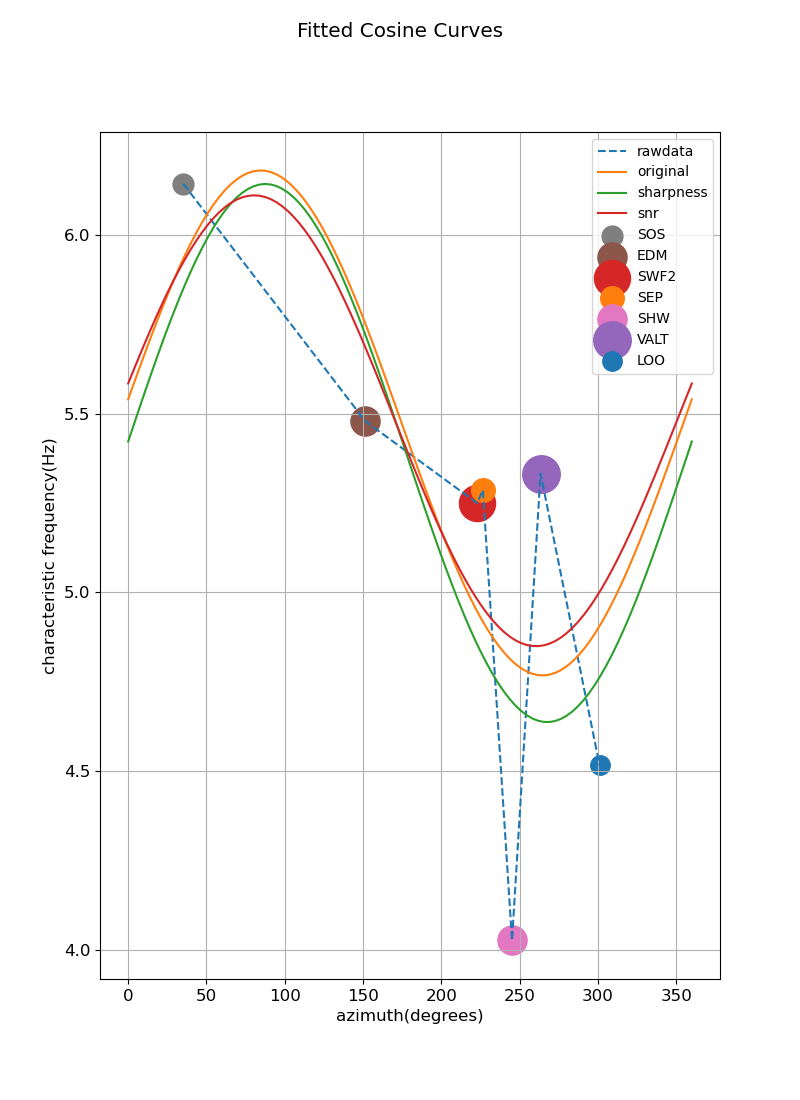 Fitted Cosine Curves
rawdata
original
sharpness
snr
SOS
EDM
SWF2
SEP
SHW
VALT
LOO
6.0
5.5
5.0
4.5
4.0
characteristic frequency(Hz)
0 50 100 150 200 250 300 350
azimuth(degrees)